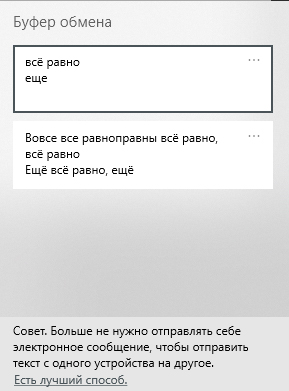 Буфер обмена
всё равно
еще
Вовсе все равноправны всё равно,
всё равно
Ещё всё равно, ещё
Совет. Больше не нужно отправлять себе
электронное сообщение, чтобы отправить
текст с одного устройства на другое.
Есть лучший способ.